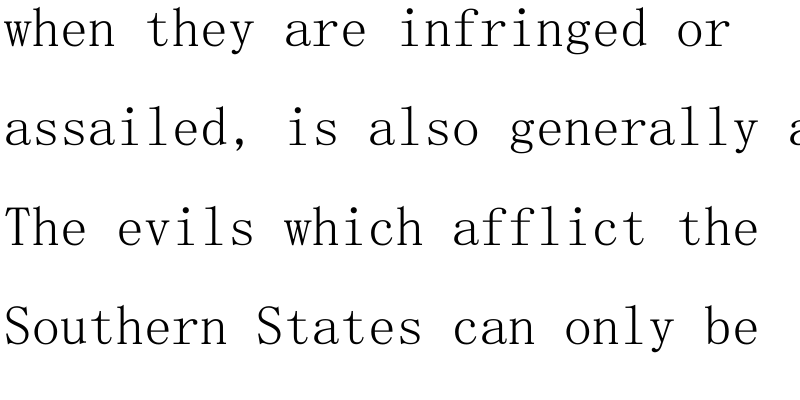 when they are infringed or
assailed, is also generally
The evils which afflict the
Southern States can only be